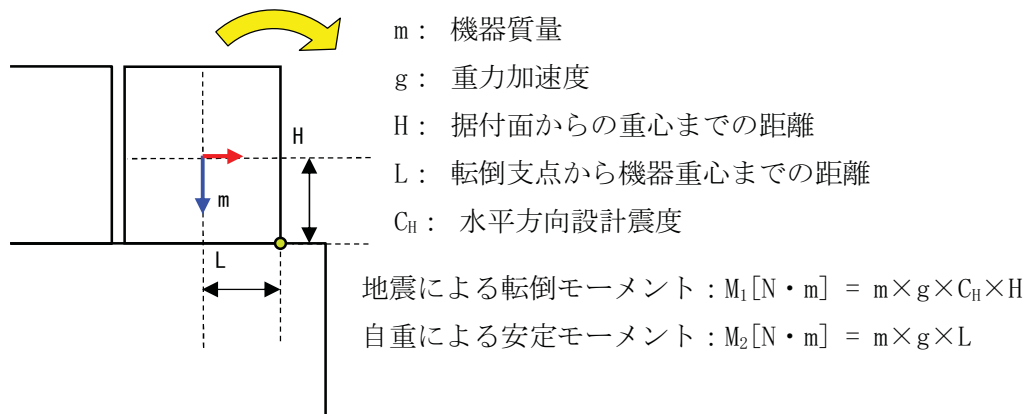 m： 機器質量
g： 重力加速度
H： 据付面からの重心までの距離
L： 転倒支点から機器重心までの距離
CH： 水平方向設計震度
H
m
L
地震による転倒モーメント：M1[N・m] = m×g×CH×H
自重による安定モーメント：M2[N・m] = m×g×L